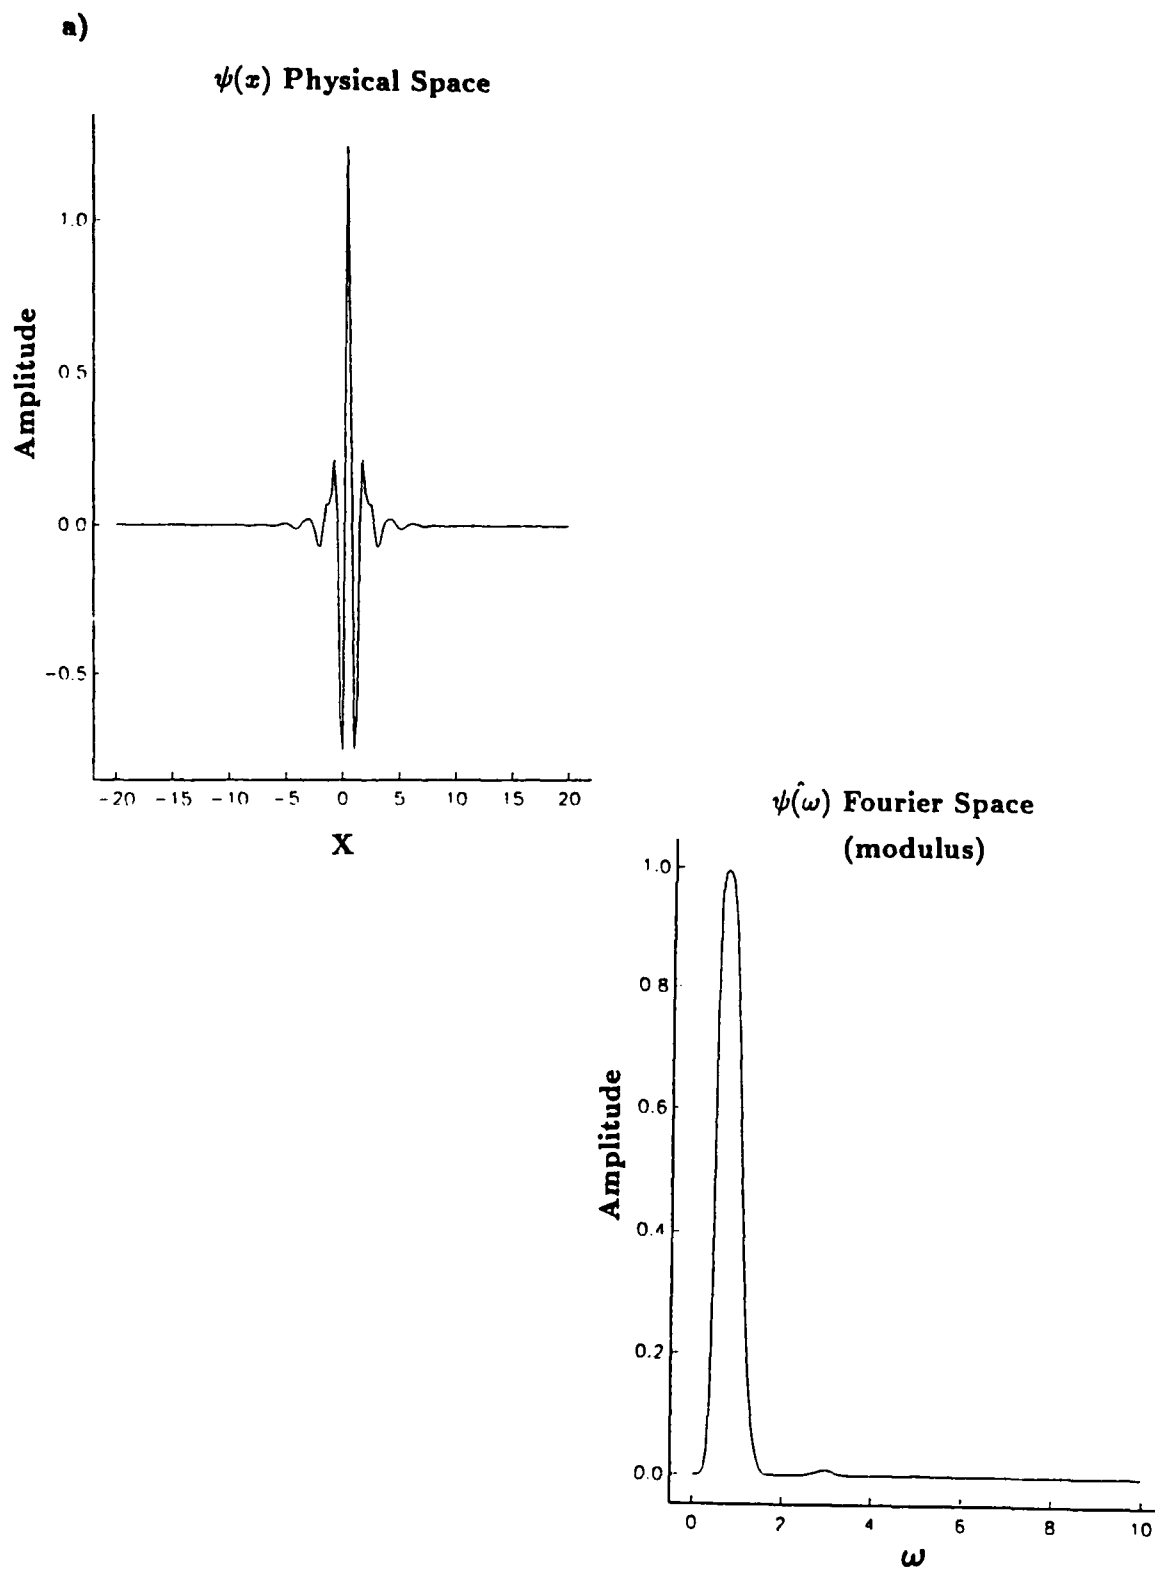 a)
ψ(x) Physical Space
Amplitude
1.0
0.5
0.0
-0.5
-20 -15 -10 -5 0 5 10 15 20
X
ψ(̂ω) Fourier Space
(modulus)
Amplitude
1.0
0.8
0.6
0.4
0.2
0.0
0 2 4 6 8 10
ω